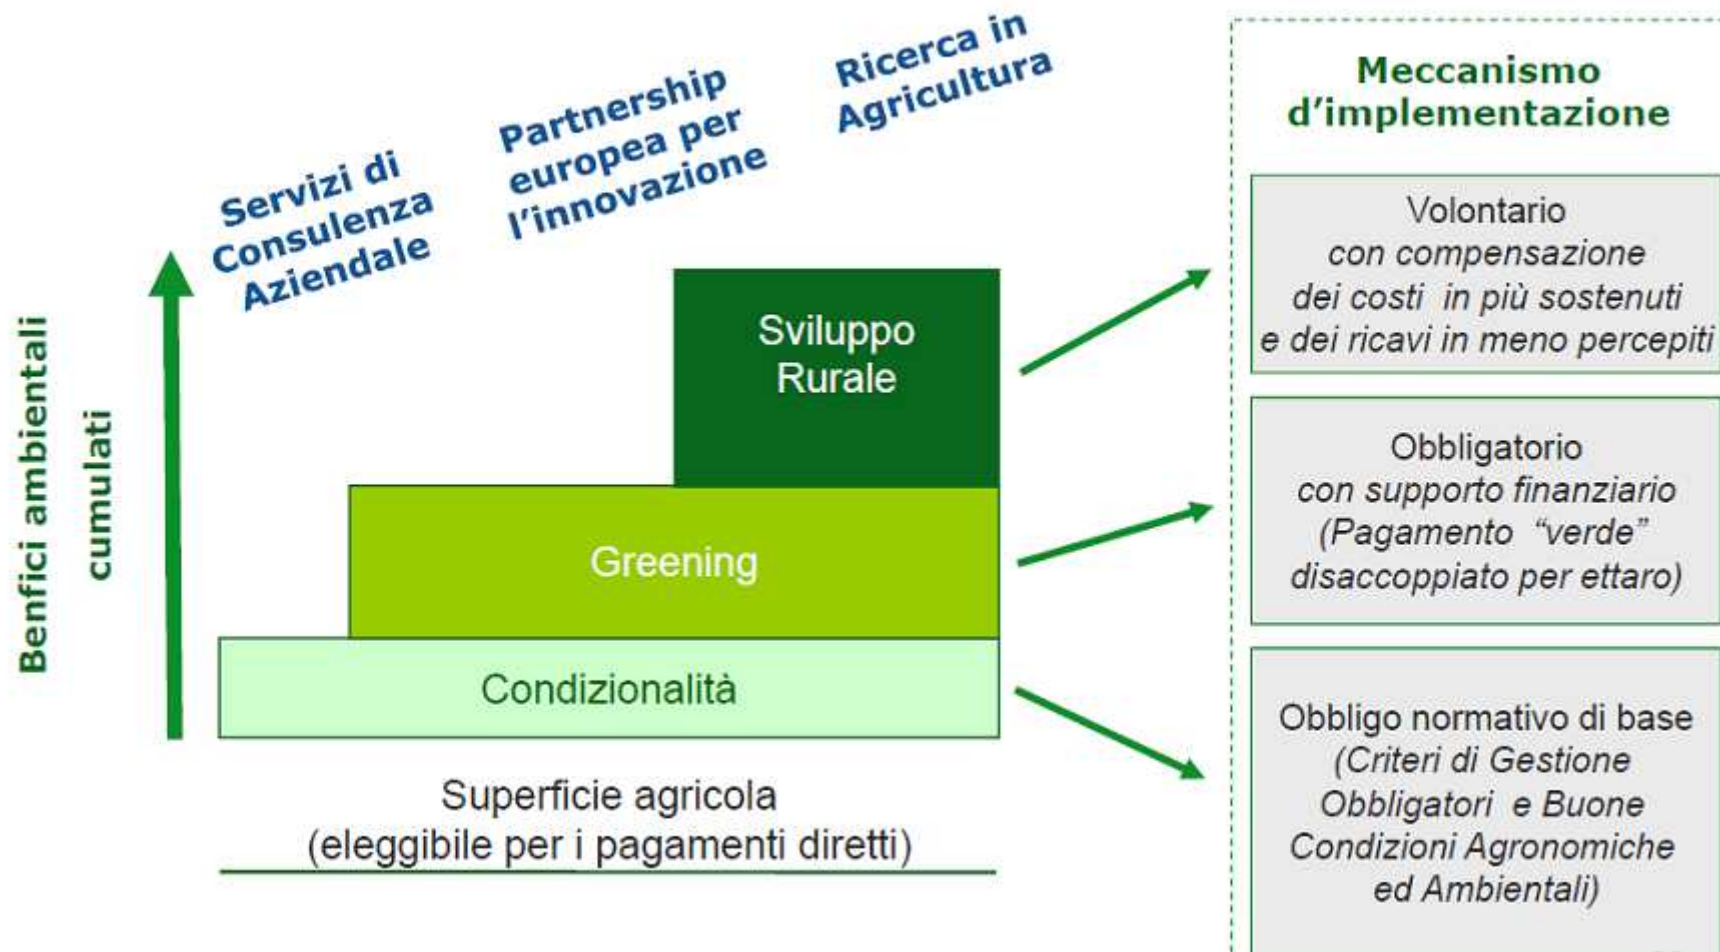 Servizi di
Consulenza
Aziendale
Partnership
europea per
l'innovazione
Ricerca in
Agricultura
Benfici ambientali
cumulati
Sviluppo
Rurale
Greening
Condizionalità
Superficie agricola
(eleggibile per i pagamenti diretti)
Meccanismo
d'implementazione
Volontario
con compensazione
dei costi in più sostenuti
e dei ricavi in meno percepiti
Obbligatorio
con supporto finanziario
(Pagamento “verde”
disaccoppiato per ettaro)
Obbligo normativo di base
(Criteri di Gestione
Obbligatori e Buone
Condizioni Agronomiche
ed Ambientali)